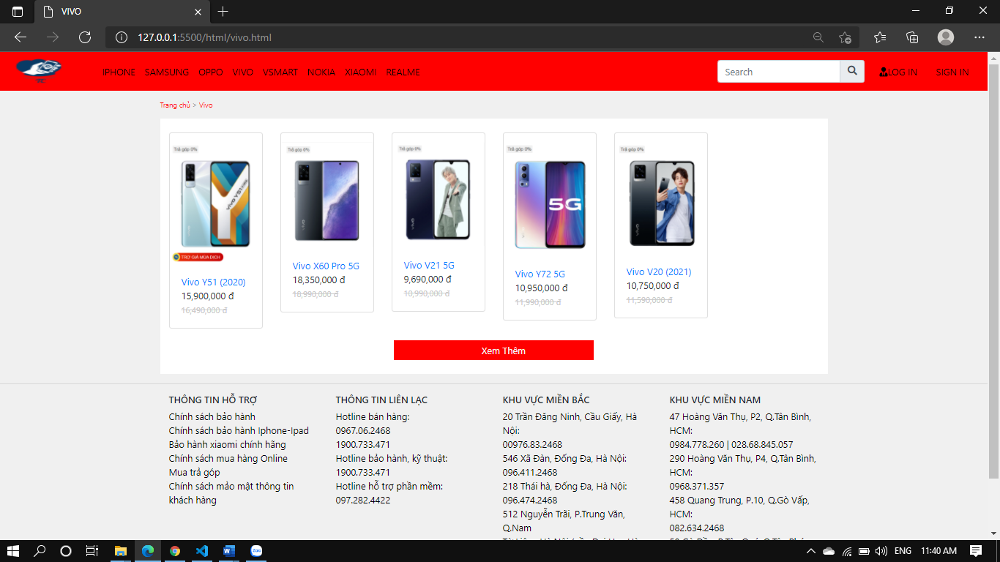 VIVO
127.0.0.1:5500/html/vivo.html
IPHONE SAMSUNG OPPO VIVO VSMART NOKIA XIAOMI REALME
Search
LOG IN
SIGN IN
Trang chủ > Vivo
Trả góp 0%
VIVO Y51
TRỢ GIÁ MÙA DỊCH
Vivo Y51 (2020)
15,900,000 đ
16,490,000 đ
Trả góp 0%
Vivo X60 Pro 5G
18,350,000 đ
18,990,000 đ
Trả góp 0%
Vivo V21 5G
9,690,000 đ
10,990,000 đ
Trả góp 0%
5G
Vivo Y72 5G
10,950,000 đ
11,990,000 đ
Trả góp 0%
Vivo V20 (2021)
10,750,000 đ
11,590,000 đ
Xem Thêm
THÔNG TIN HỖ TRỢ
Chính sách bảo hành
Chính sách bảo hành Iphone-Ipad
Bảo hành xiaomi chính hãng
Chính sách mua hàng Online
Mua trả góp
Chính sách mảo mật thông tin
khách hàng
THÔNG TIN LIÊN LẠC
Hotline bán hàng:
0967.06.2468
1900.733.471
Hotline bảo hành, kỹ thuật:
1900.733.471
Hotline hỗ trợ phần mềm:
097.282.4422
KHU VỰC MIỀN BẮC
20 Trần Đăng Ninh, Cầu Giấy, Hà
Nội:
00976.83.2468
546 Xã Đàn, Đống Đa, Hà Nội:
096.411.2468
218 Thái hà, Đống Đa, Hà Nội:
096.474.2468
512 Nguyễn Trãi, P.Trung Văn,
Q.Nam
KHU VỰC MIỀN NAM
47 Hoàng Văn Thụ, P2, Q.Tân Bình,
HCM:
0984.778.260 | 028.68.845.057
290 Hoàng Văn Thụ, P4, Q.Tân Bình,
HCM:
0968.371.357
458 Quang Trung, P.10, Q.Gò Vấp,
HCM:
082.634.2468
Zalo
ENG
11:40 AM